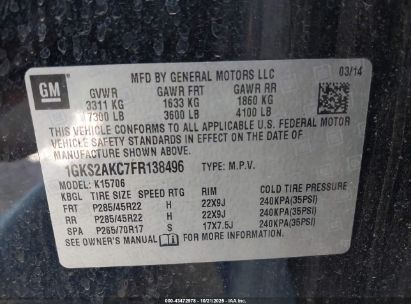 MFD BY GENERAL MOTORS LLC
03/14
GM
GVWR GAWR FRT GAWR RR
3311 KG 1633 KG 1860 KG
7300 LB 3600 LB 4100 LB
THIS VEHICLE CONFORMS TO ALL APPLICABLE U.S. FEDERAL MOTOR
VEHICLE SAFETY STANDARDS IN EFFECT ON THE DATE OF
MANUFACTURE SHOWN ABOVE.
1GKS2AKC7FR138496 TYPE: M.P.V.
MODEL: K15706
KBGL TIRE SIZE SPEED RTG RIM COLD TIRE PRESSURE
FRT P285/45R22 H 22X9J 240KPA(35PSI)
RR P285/45R22 H 22X9J 240KPA(35PSI)
SPA P265/70R17 S 17X7.5J 240KPA(35PSI)
SEE OWNER'S MANUAL FOR MORE INFORMATION.